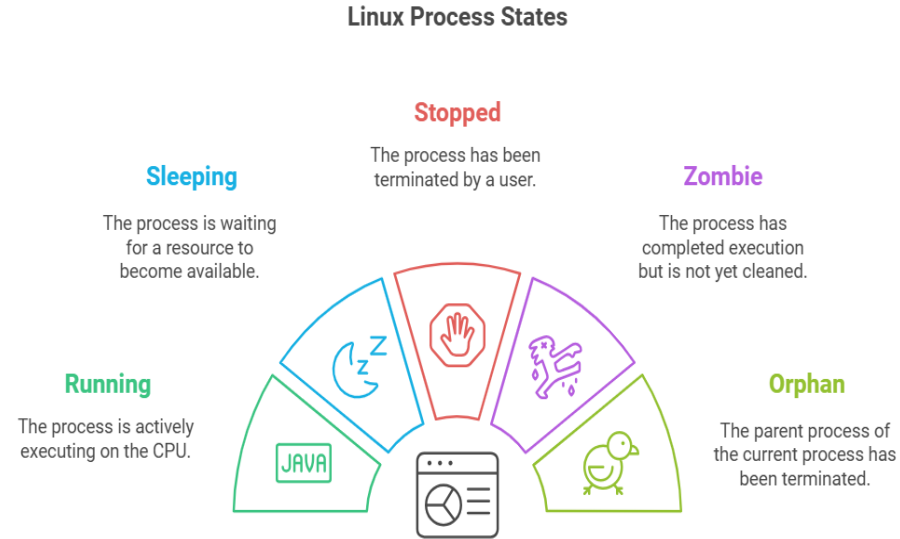 Linux Process States
Stopped
The process has been
terminated by a user.
Sleeping
The process is waiting
for a resource to
become available.
Zombie
The process has
completed execution
but is not yet cleaned.
Running
The process is actively
executing on the CPU.
Orphan
The parent process of
the current process has
been terminated.
Z
Z
JAVA